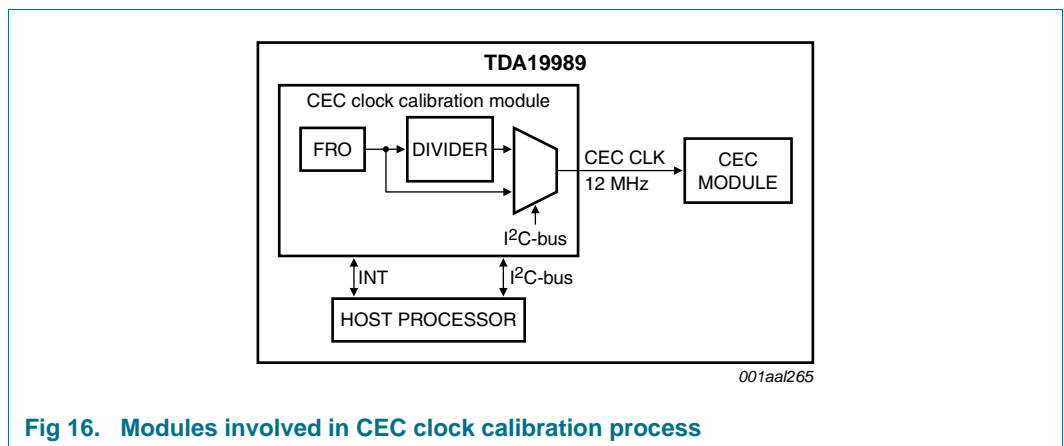 TDA19989
CEC clock calibration module
FRO
DIVIDER
CEC CLK
12 MHz
CEC
MODULE
I²C-bus
INT
I²C-bus
HOST PROCESSOR
001aal265
Fig 16. Modules involved in CEC clock calibration process